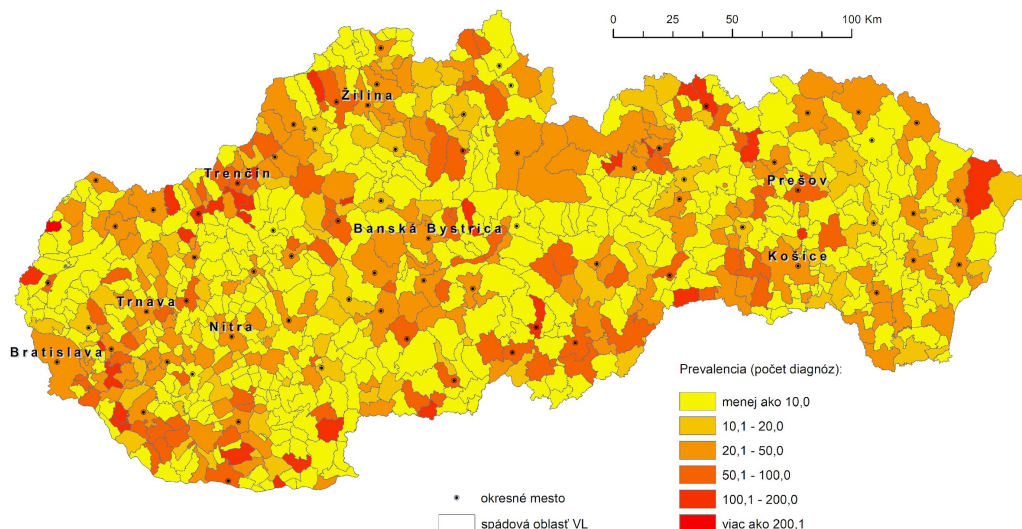 0 25 50 100 Km
Žilina
Trenčín
Prešov
Banská Bystrica
Košice
Trnava
Nitra
Bratislava
Prevalencia (počet diagnóz):
menej ako 10,0
10,1 - 20,0
20,1 - 50,0
50,1 - 100,0
100,1 - 200,0
viac ako 200,1
okresné mesto
spádová oblasť VL